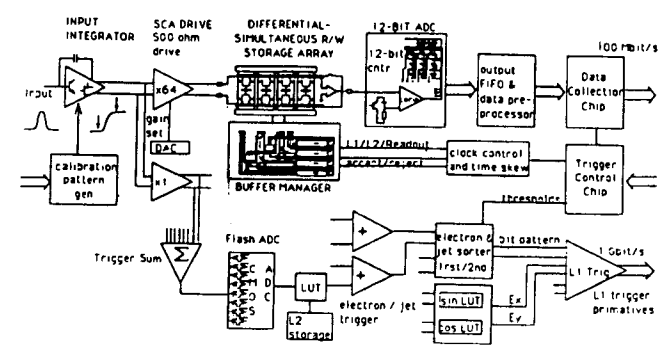 INPUT
INTEGRATOR
SCA DRIVE
500 ohm
drive
DIFFERENTIAL-
SIMULTANEOUS R/W
STORAGE ARRAY
12-BIT ADC
12-bit
cntr
100 Mbit/s
Input
x64
output
FIFO &
data pre-
processor
Data
Collection
Chip
gain
set
DAC
L1/L2/Readout
accept/reject
clock control
and time skew
Trigger
Control
Chip
calibration
pattern
gen
BUFFER MANAGER
x1
thresholds
Trigger Sum
Σ
Flash ADC
CMOS
ADC
LUT
L2
storage
+
+
electron / jet
trigger
electron &
jet sorter
1rst/2nd
bit pattern
1 Gbit/s
L1 Trig
L1 trigger
primatives
sin LUT
cos LUT
Ex
Ey